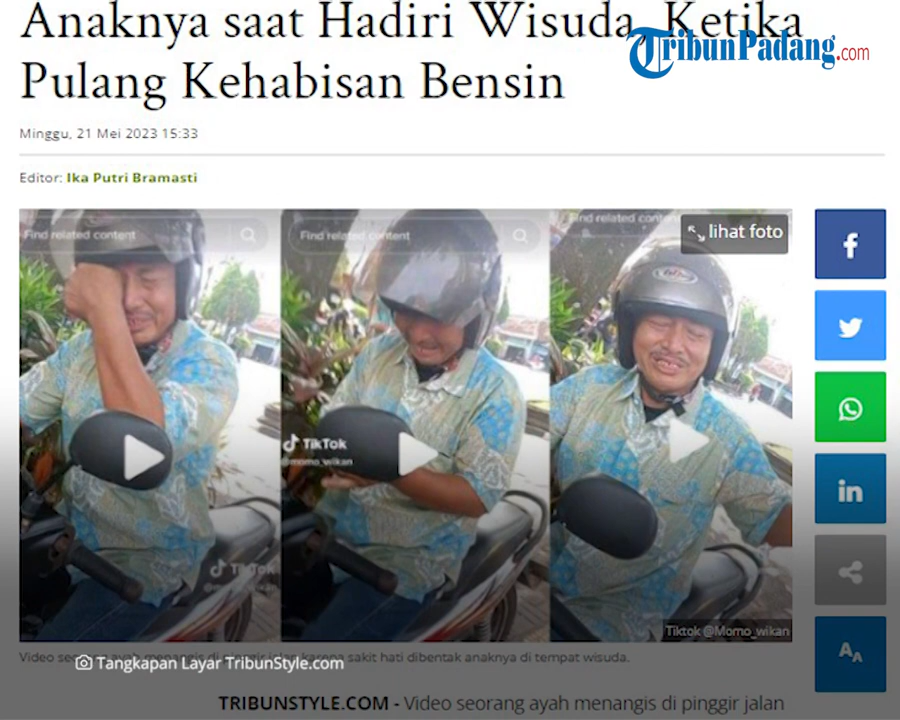 Anaknya saat Hadiri Wisuda, Ketika
TribunPadang.com
Pulang Kehabisan Bensin
Minggu, 21 Mei 2023 15:33
Editor: Ika Putri Bramasti
Find related content
Find related content
Find related content
lihat foto
TikTok
@momo_wikan
TikTok
Tiktok @Momo_wikan
Video seorang ayah menangis di pinggir jalan karena sakit hati dibentak anaknya di tempat wisuda.
Tangkapan Layar TribunStyle.com
TRIBUNSTYLE.COM - Video seorang ayah menangis di pinggir jalan